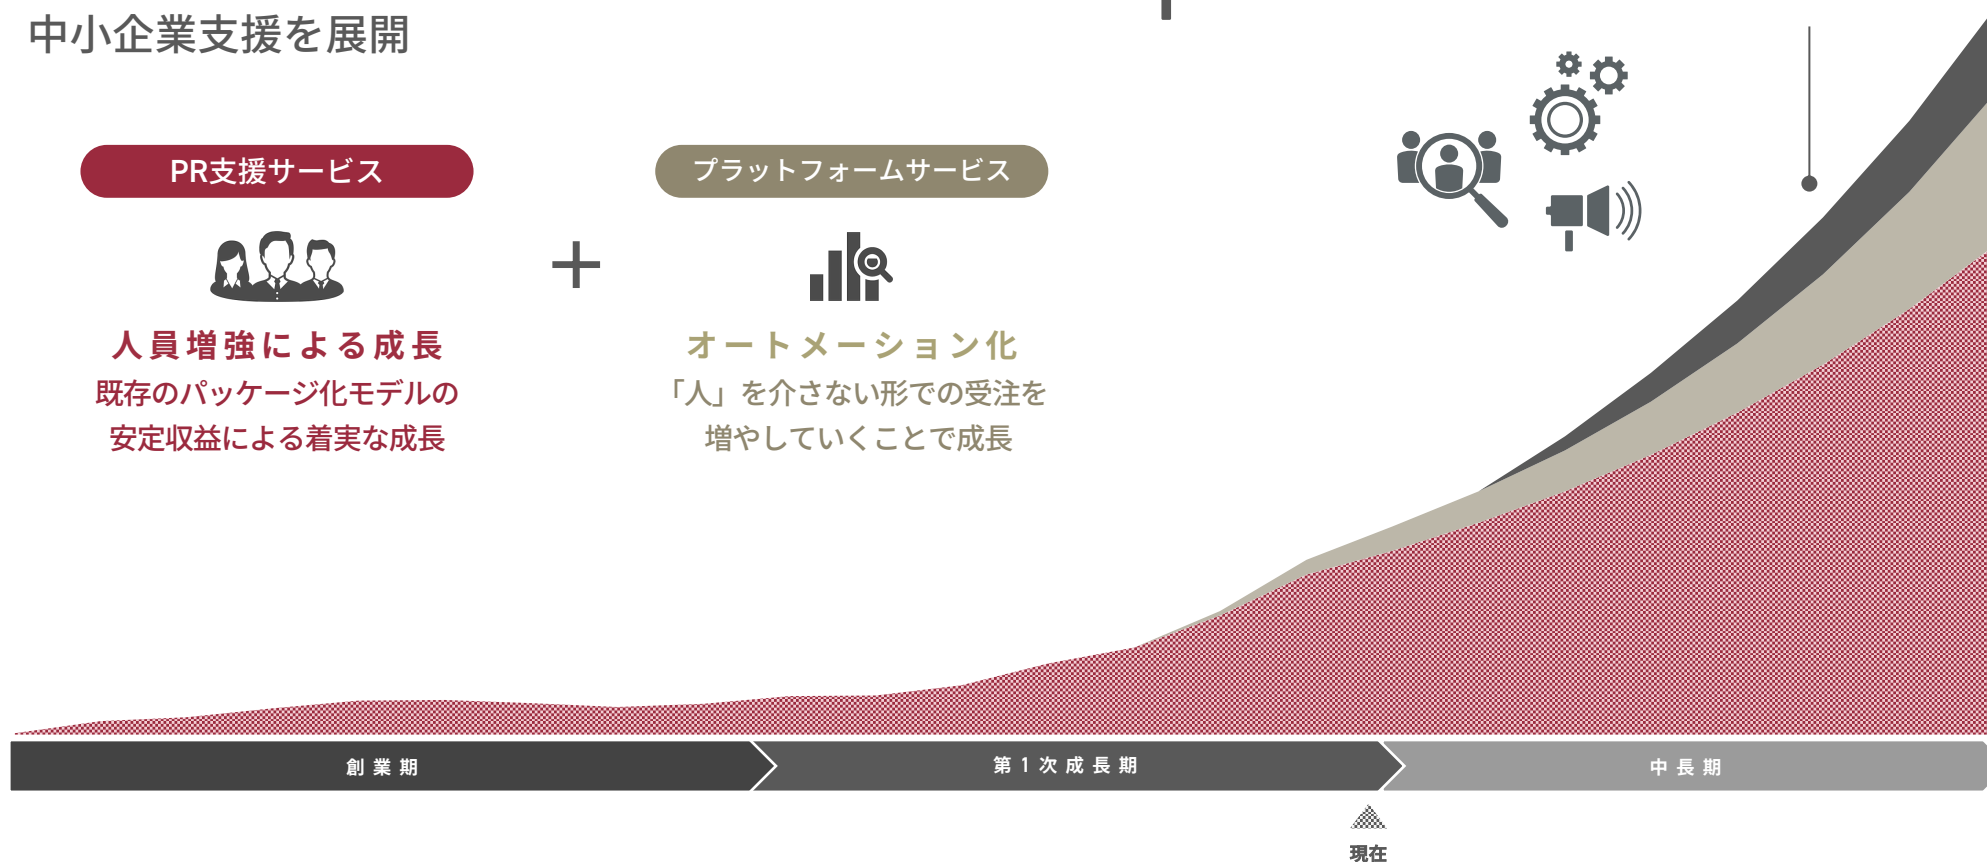 中小企業支援を展開
PR支援サービス
人員増強による成長
既存のパッケージ化モデルの
安定収益による着実な成長
プラットフォームサービス
オートメーション化
「人」を介さない形での受注を
増やしていくことで成長
創業期
第1次成長期
中長期
現在